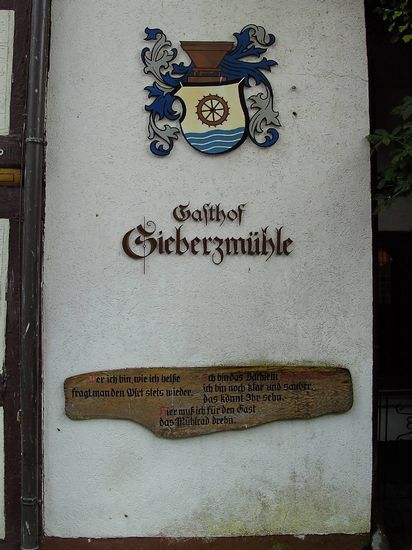 Gasthof
Sieberzmühle
Wer ich bin, wie ich heiße
fragt man den Wirt stets wieder.
Ich bin das Bächlein
ich bin noch klar und sauber,
das könnt Ihr sehn.
Hier muß ich für den Gast
das Mühlrad drehn.